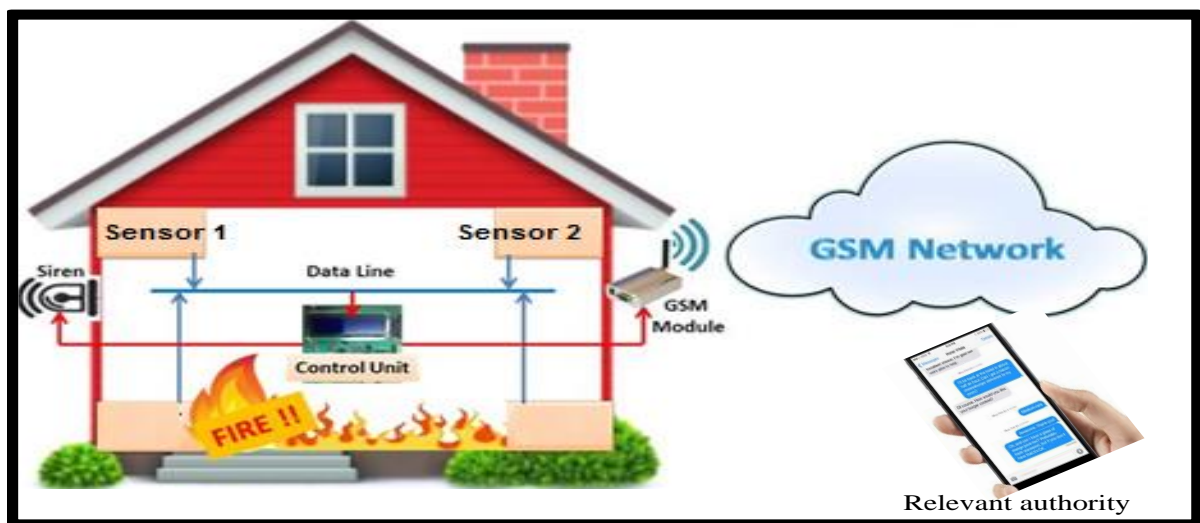 Sensor 1
Sensor 2
Siren
Data Line
GSM
Module
Control Unit
FIRE !!
GSM Network
Relevant authority